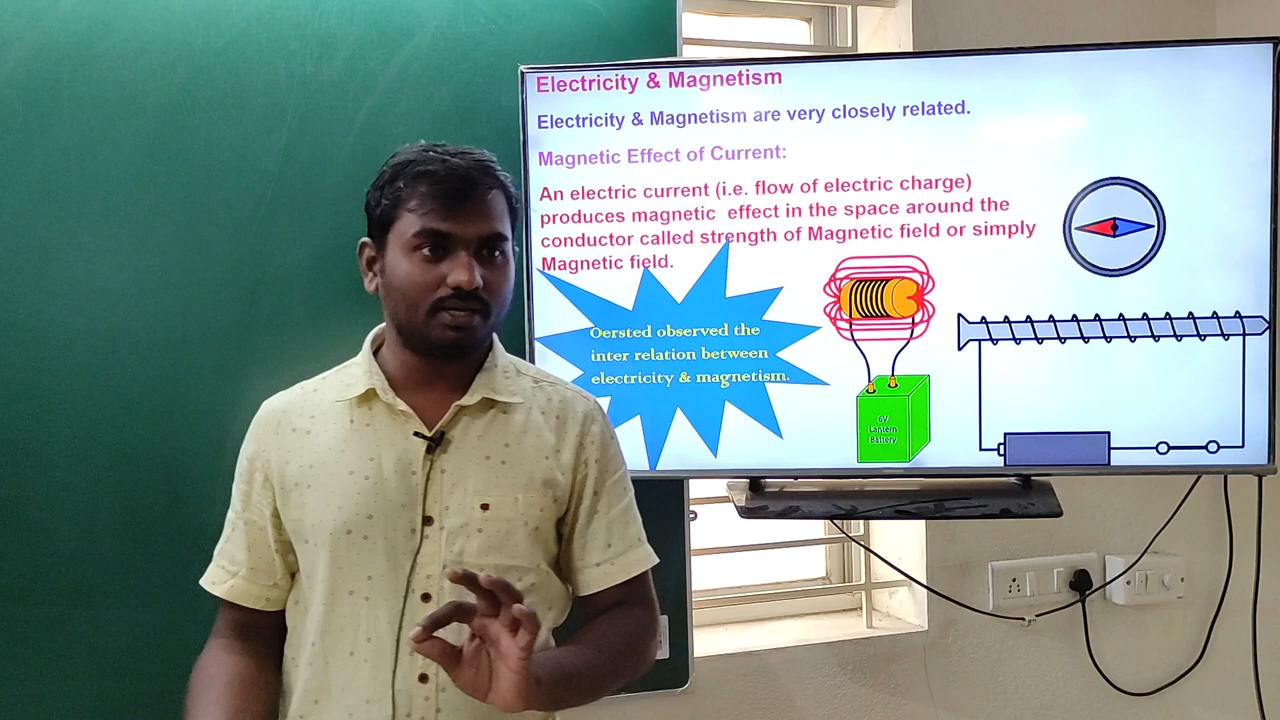 Electricity & Magnetism
Electricity & Magnetism are very closely related.
Magnetic Effect of Current:
An electric current (i.e. flow of electric charge)
produces magnetic effect in the space around the
conductor called strength of Magnetic field or simply
Magnetic field.
Oersted observed the
inter relation between
electricity & magnetism.
6V
Lantern
Battery